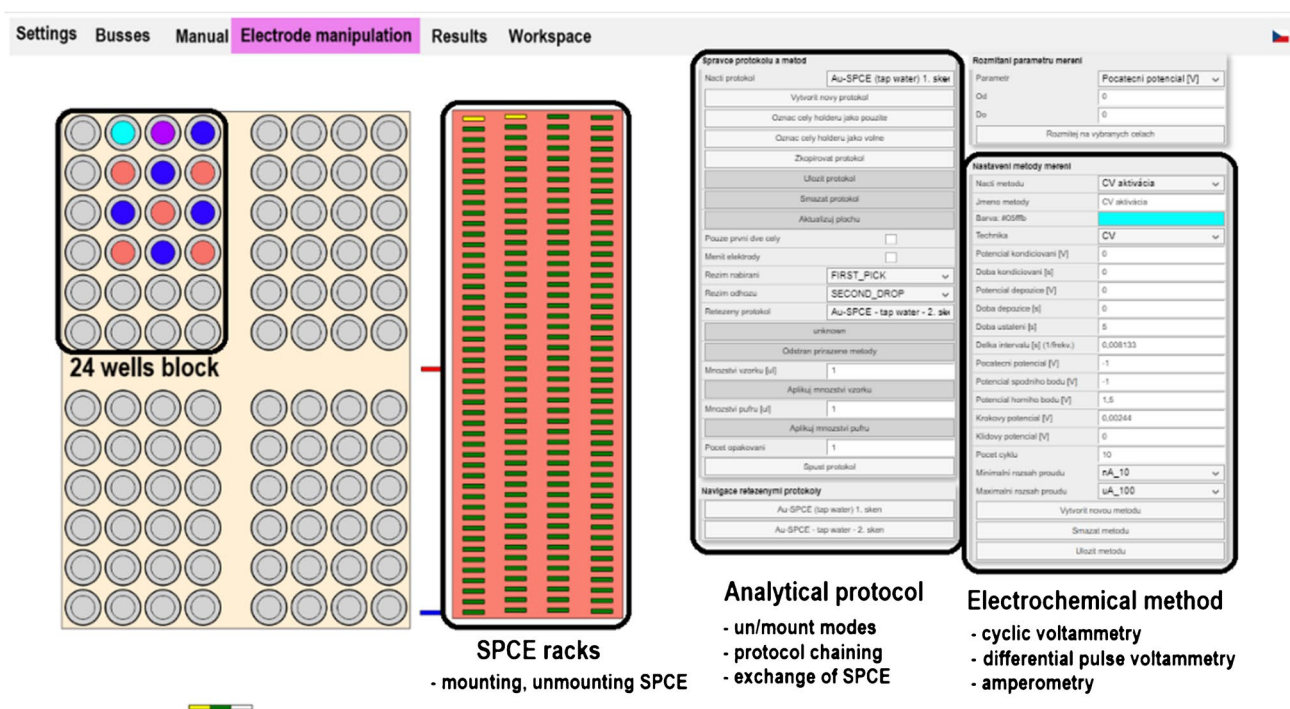 Settings Busses Manual Electrode manipulation Results Workspace
24 wells block
SPCE racks
- mounting, unmounting SPCE
Spravce protokolu a metod
Nacti protokol Au-SPCE (tap water) 1. sken
Vytvorit novy protokol
Oznac cely holderu jako pouzite
Oznac cely holderu jako volne
Zkopirovat protokol
Ulozit protokol
Smazat protokol
Aktualizuj plochu
Pouze prvni dve cely
Menit elektrody
Rezim nabirani FIRST_PICK
Rezim odhozu SECOND_DROP
Retezeny protokol Au-SPCE - tap water - 2. sken
unknown
Odstran prirazene metody
Mnozstvi vzorku [ul] 1
Aplikuj mnozstvi vzorku
Mnozstvi pufru [ul] 1
Aplikuj mnozstvi pufru
Pocet opakovani 1
Spust protokol
Navigace retezenymi protokoly
Au-SPCE (tap water) 1. sken
Au-SPCE - tap water - 2. sken
Analytical protocol
- un/mount modes
- protocol chaining
- exchange of SPCE
Rozmitani parametru mereni
Parametr Pocatecni potencial [V]
Od 0
Do 0
Rozmitej na vybranych celach
Nastaveni metody mereni
Nacti metodu CV aktivácia
Jmeno metody CV aktivácia
Barva: #05fffb
Technika CV
Potencial kondiciovani [V] 0
Doba kondiciovani [s] 0
Potencial depozice [V] 0
Doba depozice [s] 0
Doba ustaleni [s] 5
Delka intervalu [s] (1/frekv.) 0,008133
Pocatecni potencial [V] -1
Potencial spodniho bodu [V] -1
Potencial horniho bodu [V] 1,5
Krokovy potencial [V] 0,00244
Klidovy potencial [V] 0
Pocet cyklu 10
Minimalni rozsah proudu nA_10
Maximalni rozsah proudu uA_100
Vytvorit novou metodu
Smazat metodu
Ulozit metodu
Electrochemical method
- cyclic voltammetry
- differential pulse voltammetry
- amperometry